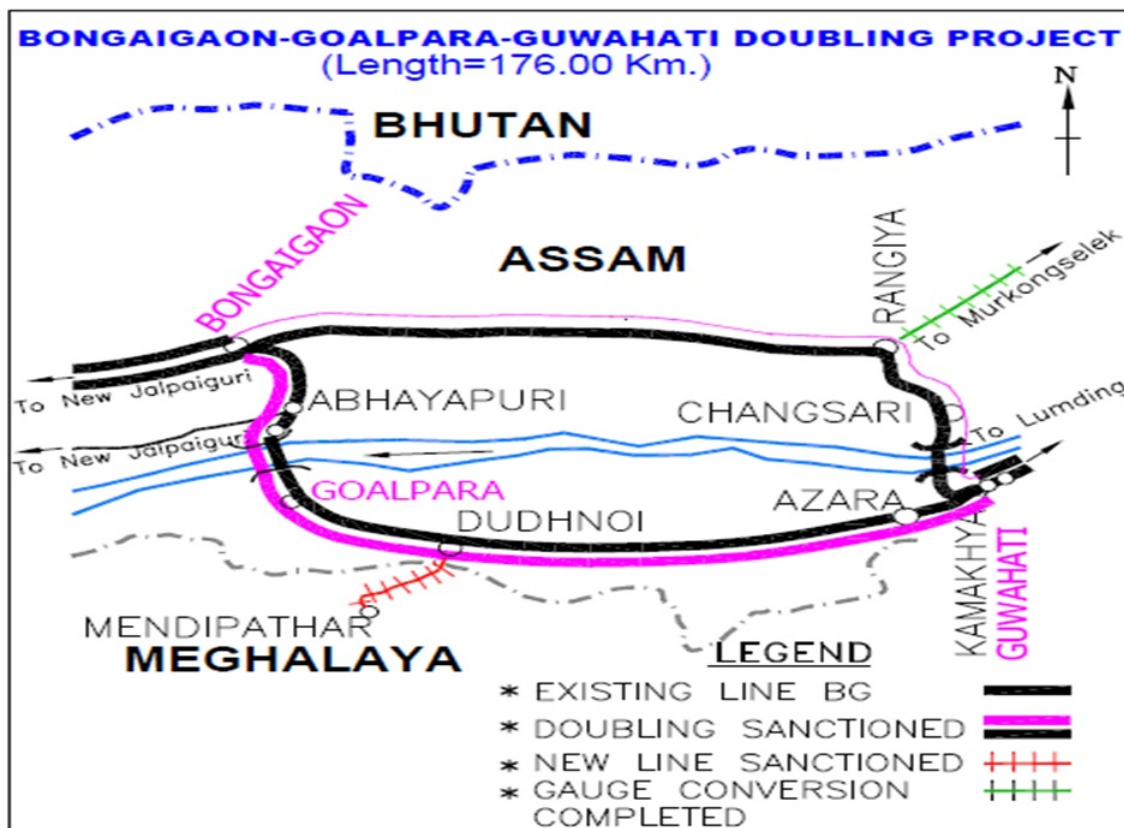 BONGAIGAON-GOALPARA-GUWAHATI DOUBLING PROJECT
(Length=176.00 Km.)
N
BHUTAN
BONGAIGAON
ASSAM
RANGIYA
To Murkongselek
To New Jalpaiguri
ABHAYAPURI
CHANGSARI
To Lumding
To New Jalpaigur
GOALPARA
AZARA
DUDHNOI
KAMAKHYA
GUWAHATI
MENDIPATHAR
MEGHALAYA
LEGEND
* EXISTING LINE BG
* DOUBLING SANCTIONED
* NEW LINE SANCTIONED
* GAUGE CONVERSION
COMPLETED